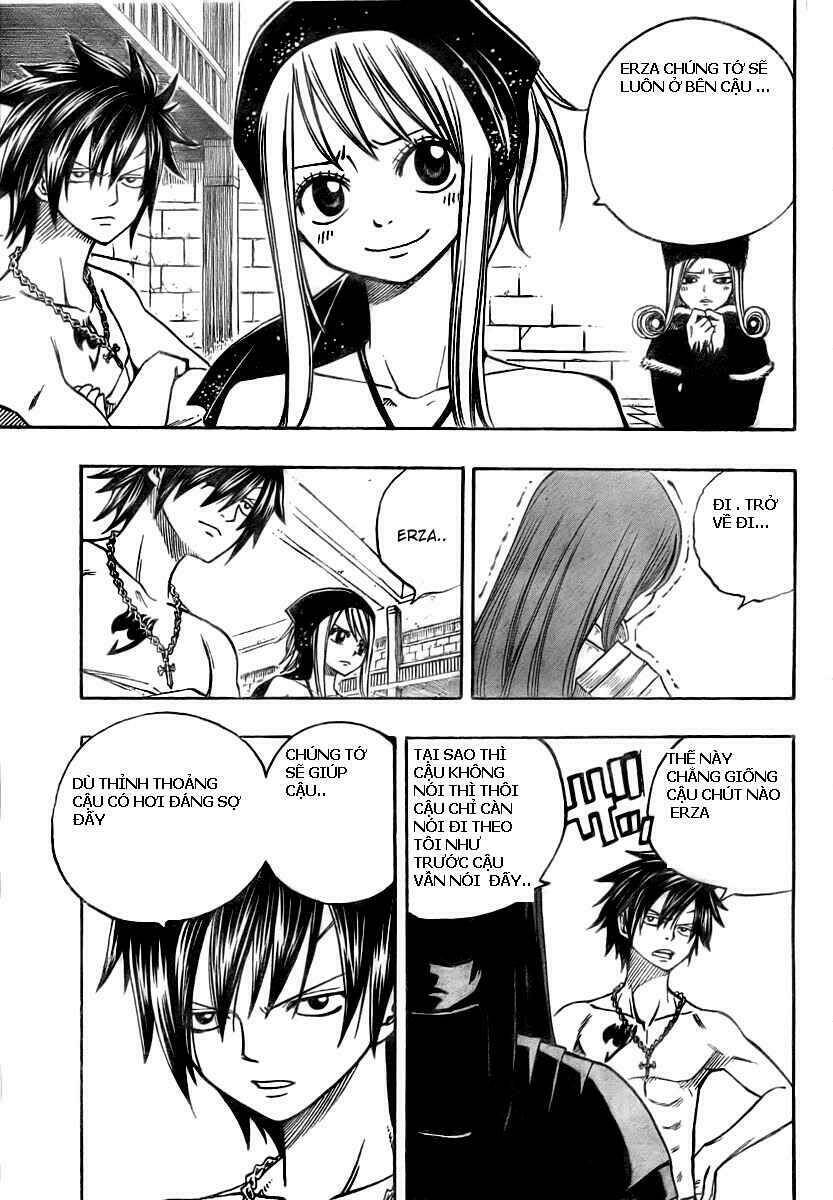 ERZA CHÚNG TỚ SẼ
LUÔN Ở BÊN CẬU ...
ĐI . TRỞ
VỀ ĐI...
ERZA..
THẾ NÀY
CHẲNG GIỐNG
CẬU CHÚT NÀO
ERZA
TẠI SAO THÌ
CẬU KHÔNG
NÓI THÌ THÔI
CẬU CHỈ CẦN
NÓI ĐI THEO
TÔI NHƯ
TRƯỚC CẬU
VẪN NÓI ĐẤY..
CHÚNG TỚ
SẼ GIÚP
CẬU..
DÙ THỈNH THOẢNG
CẬU CÓ HƠI ĐÁNG SỢ
ĐẤY